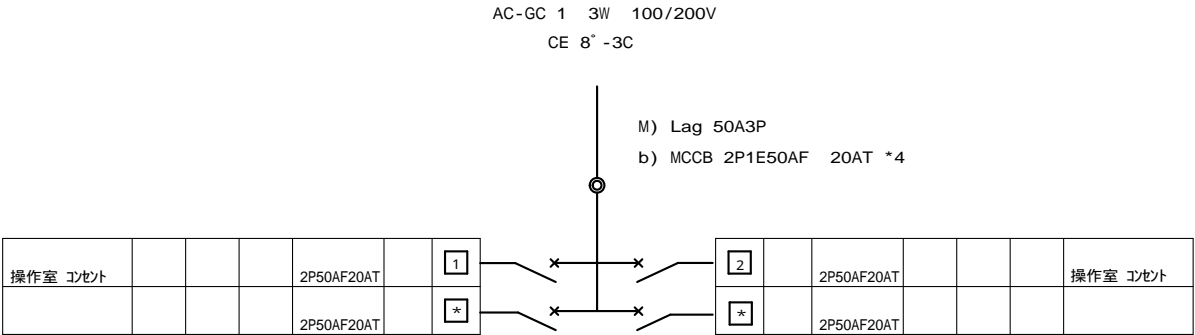 AC-GC 1 3W 100/200V
CE 8° -3C
M) Lag 50A3P
b) MCCB 2P1E50AF 20AT *4
操作室 コンセント 2P50AF20AT 1 2 2P50AF20AT 操作室 コンセント
2P50AF20AT * * 2P50AF20AT